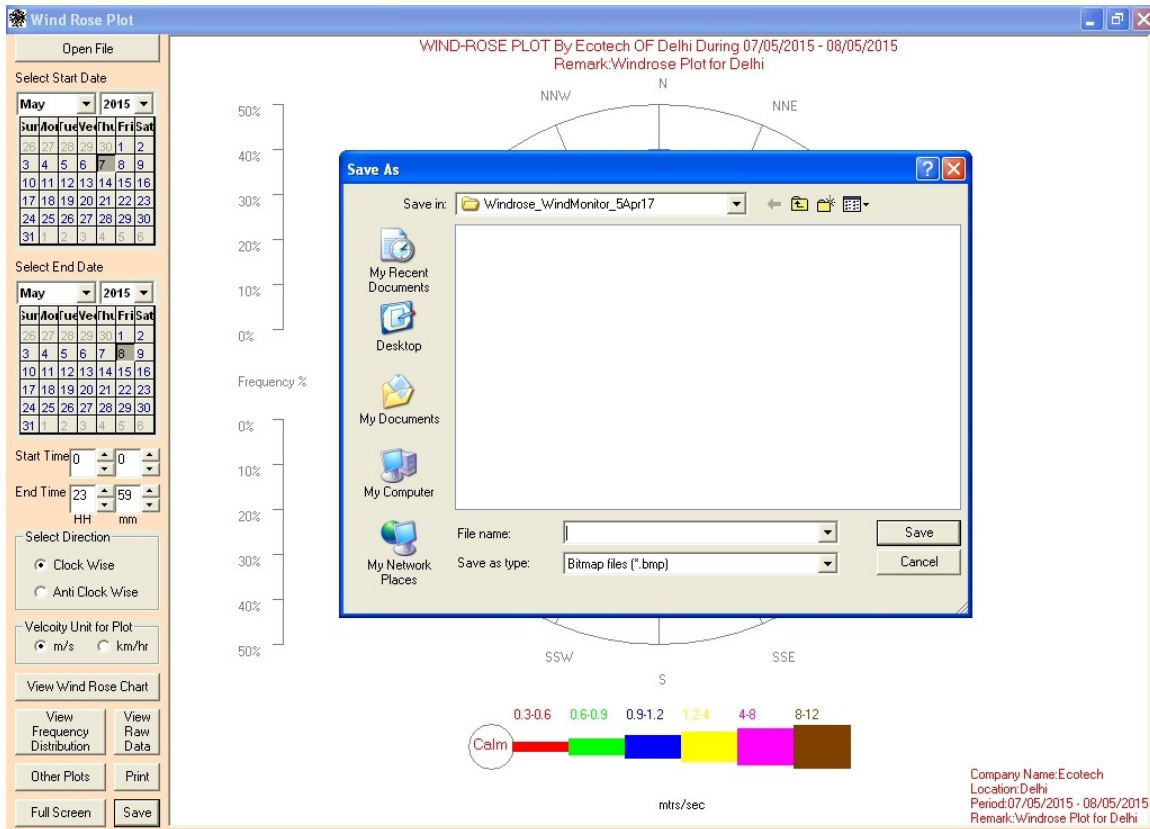 Wind Rose Plot
Open File
Select Start Date
May 2015
Sun Mon Tue Wed Thu Fri Sat
26 27 28 29 30 1 2
3 4 5 6 7 8 9
10 11 12 13 14 15 16
17 18 19 20 21 22 23
24 25 26 27 28 29 30
31 1 2 3 4 5 6
Select End Date
May 2015
Sun Mon Tue Wed Thu Fri Sat
26 27 28 29 30 1 2
3 4 5 6 7 8 9
10 11 12 13 14 15 16
17 18 19 20 21 22 23
24 25 26 27 28 29 30
31 1 2 3 4 5 6
Start Time 0 0
End Time 23 59
HH mm
Select Direction
Clock Wise
Anti Clock Wise
Velcoity Unit for Plot
m/s km/hr
View Wind Rose Chart
View
Frequency
Distribution
View
Raw
Data
Other Plots
Print
Full Screen
Save
WIND-ROSE PLOT By Ecotech OF Delhi During 07/05/2015 - 08/05/2015
Remark:Windrose Plot for Delhi
N
NNW
NNE
50%
40%
30%
20%
10%
0%
Frequency %
0%
10%
20%
30%
40%
50%
Save As
Save in: Windrose_WindMonitor_5Apr17
My Recent
Documents
Desktop
My Documents
My Computer
My Network
Places
File name:
Save
Save as type: Bitmap files (*.bmp)
Cancel
SSW
SSE
S
0.3-0.6 0.6-0.9 0.9-1.2 1.2-4 4-8 8-12
Calm
mtrs/sec
Company Name:Ecotech
Location:Delhi
Period:07/05/2015 - 08/05/2015
Remark:Windrose Plot for Delhi